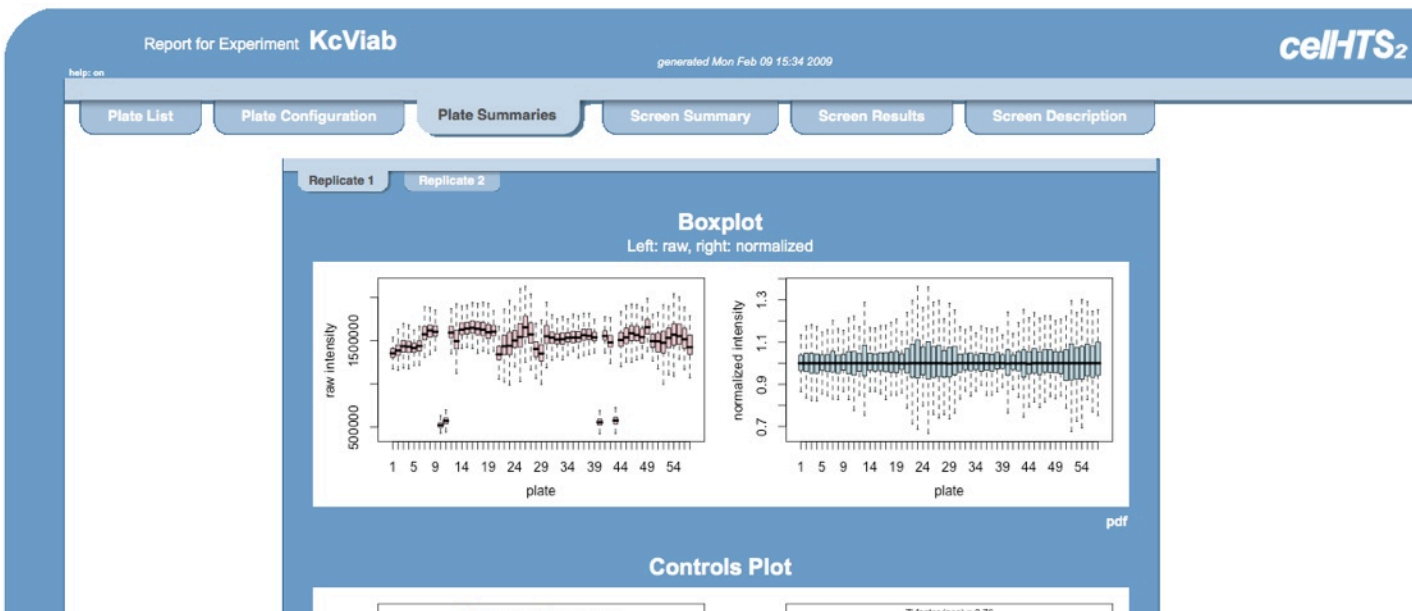 Report for Experiment KcViab
cellHTS2
generated Mon Feb 09 15:34 2009
help: on
Plate List
Plate Configuration
Plate Summaries
Screen Summary
Screen Results
Screen Description
Replicate 1
Replicate 2
Boxplot
Left: raw, right: normalized
raw intensity
500000
1500000
1 5 9 14 19 24 29 34 39 44 49 54
plate
normalized intensity
0.7
0.9
1.1
1.3
1 5 9 14 19 24 29 34 39 44 49 54
plate
pdf
Controls Plot